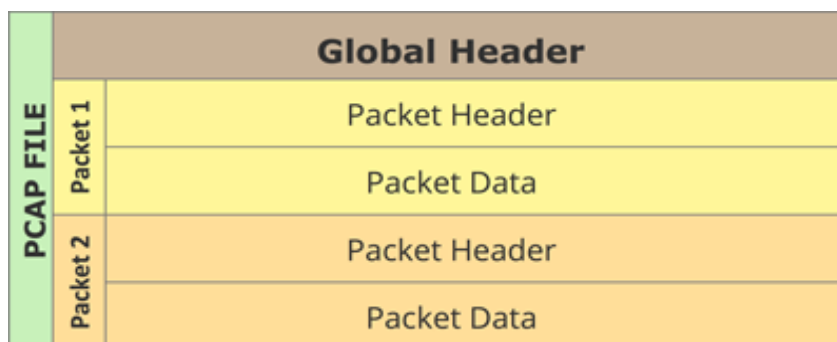 PCAP FILE
Global Header
Packet 1
Packet Header
Packet Data
Packet 2
Packet Header
Packet Data